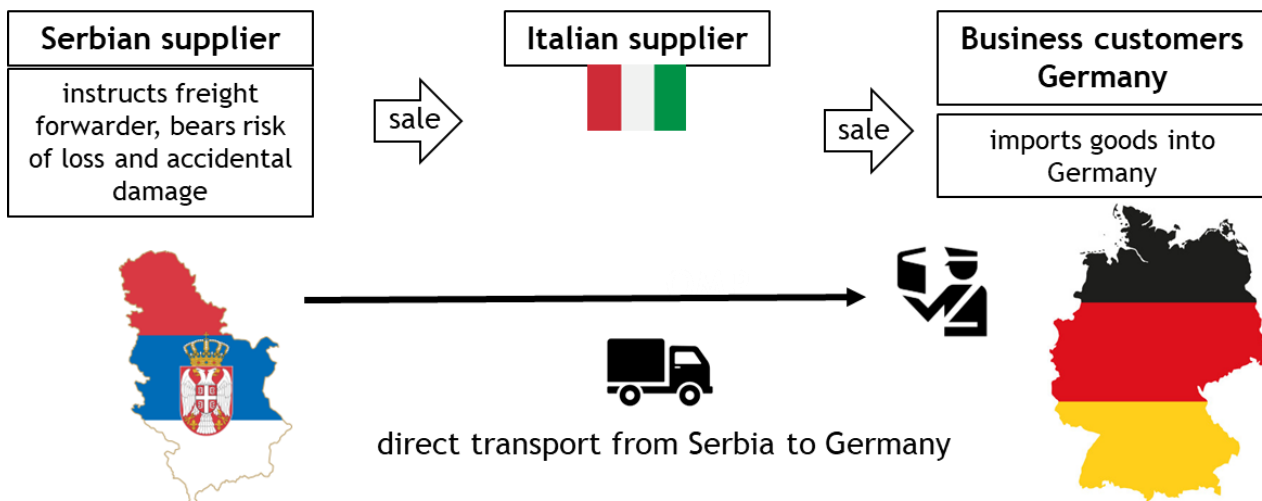 Serbian supplier
instructs freight
forwarder, bears risk
of loss and accidental
damage
sale
Italian supplier
sale
Business customers
Germany
imports goods into
Germany
direct transport from Serbia to Germany